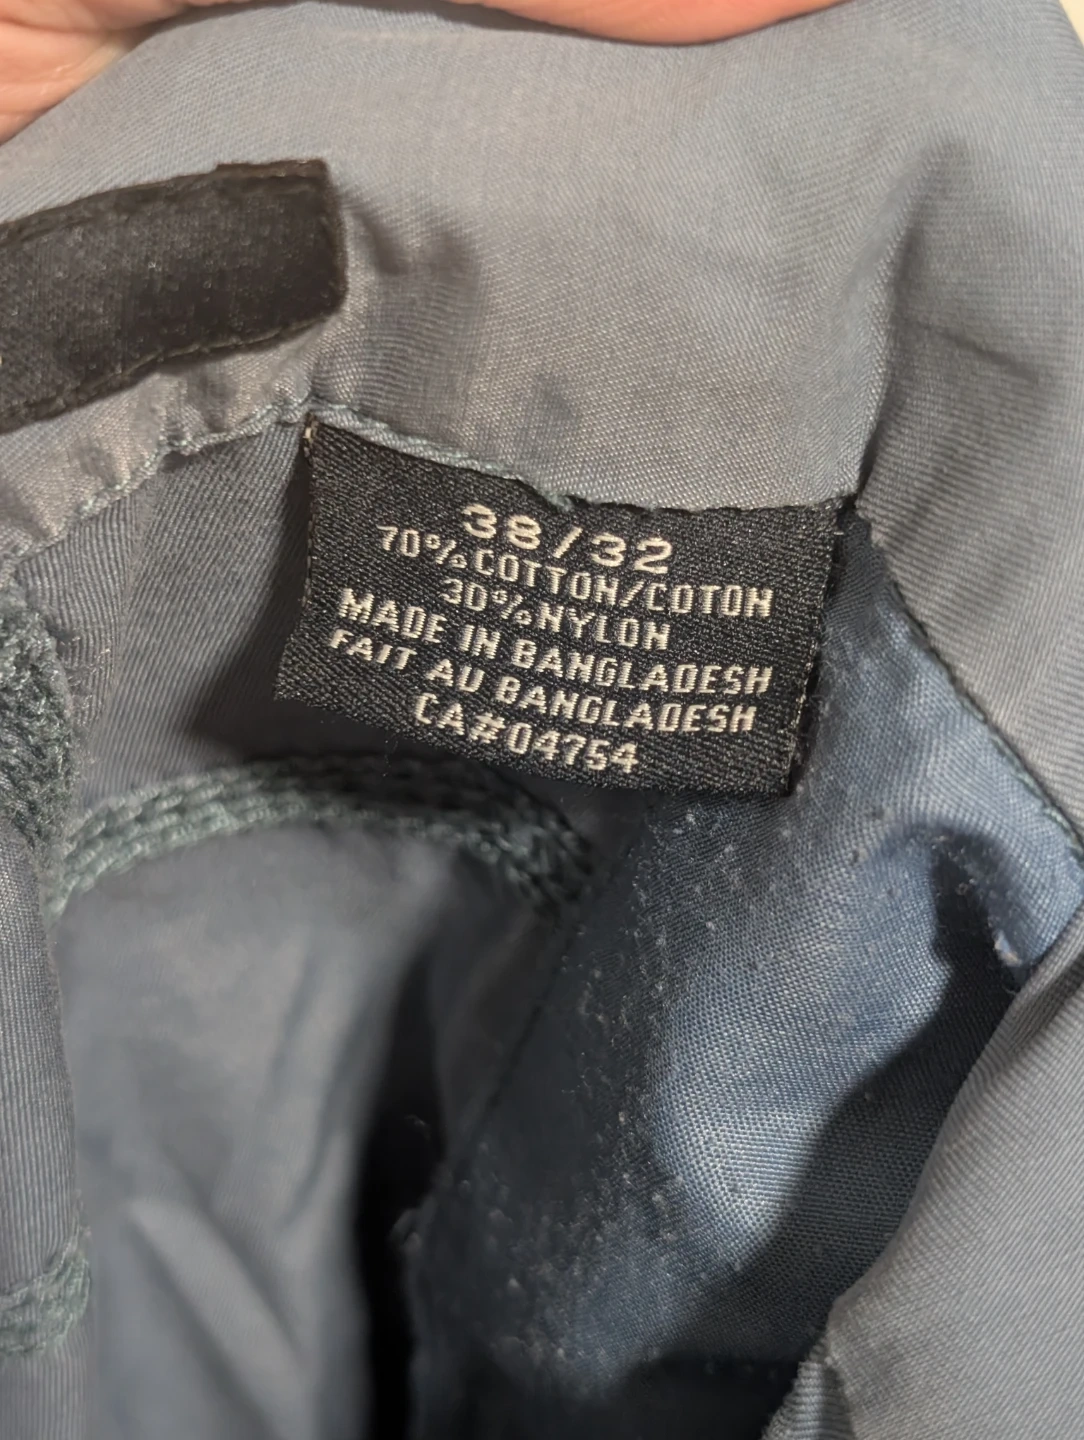 38/32
70%COTTON/COTON
30%NYLON
MADE IN BANGLADESH
FAIT AU BANGLADESH
CA#04754